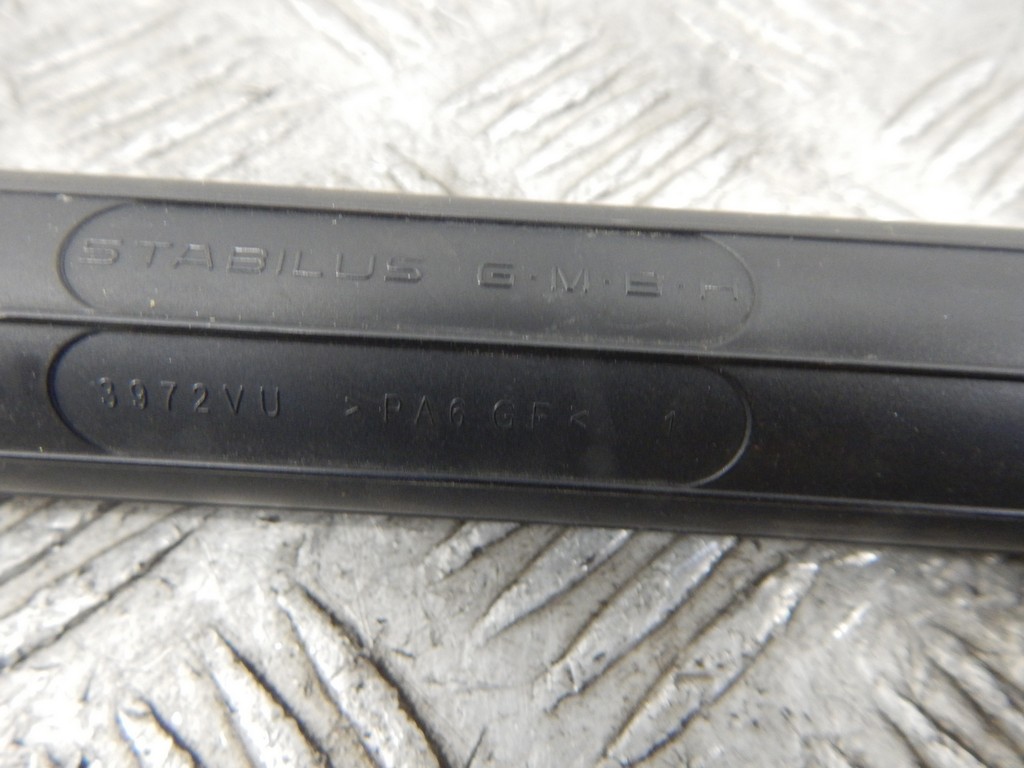 STABILUS G·M·B·H
3972VU >PA6 GF< 1